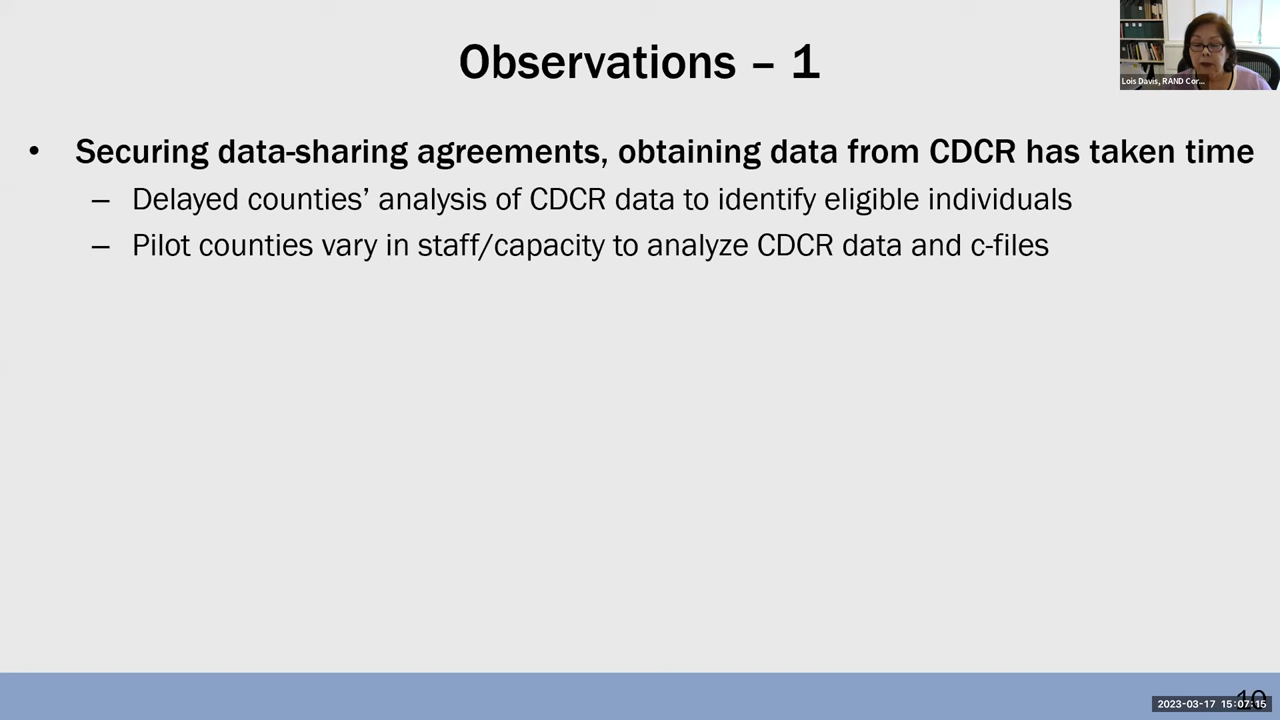 Observations – 1
Lois Davis, RAND Cor...
• Securing data-sharing agreements, obtaining data from CDCR has taken time
– Delayed counties’ analysis of CDCR data to identify eligible individuals
– Pilot counties vary in staff/capacity to analyze CDCR data and c-files
10
2023-03-17 15:07:15